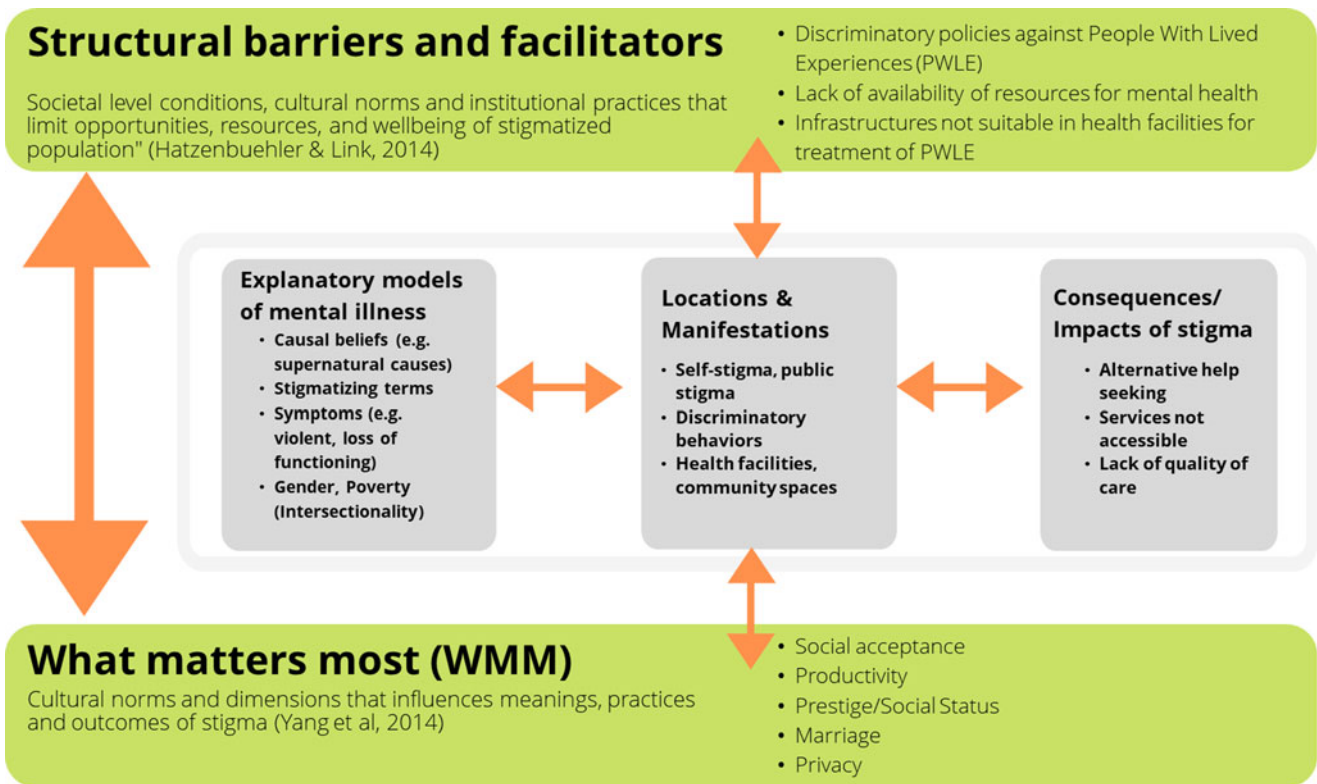 Structural barriers and facilitators
Societal level conditions, cultural norms and institutional practices that
limit opportunities, resources, and wellbeing of stigmatized
population" (Hatzenbuehler & Link, 2014)
• Discriminatory policies against People With Lived
Experiences (PWLE)
• Lack of availability of resources for mental health
• Infrastructures not suitable in health facilities for
treatment of PWLE
Explanatory models
of mental illness
• Causal beliefs (e.g.
supernatural causes)
• Stigmatizing terms
• Symptoms (e.g.
violent, loss of
functioning)
• Gender, Poverty
(Intersectionality)
Locations &
Manifestations
• Self-stigma, public
stigma
• Discriminatory
behaviors
• Health facilities,
community spaces
Consequences/
Impacts of stigma
• Alternative help
seeking
• Services not
accessible
• Lack of quality of
care
What matters most (WMM)
Cultural norms and dimensions that influences meanings, practices
and outcomes of stigma (Yang et al, 2014)
• Social acceptance
• Productivity
• Prestige/Social Status
• Marriage
• Privacy